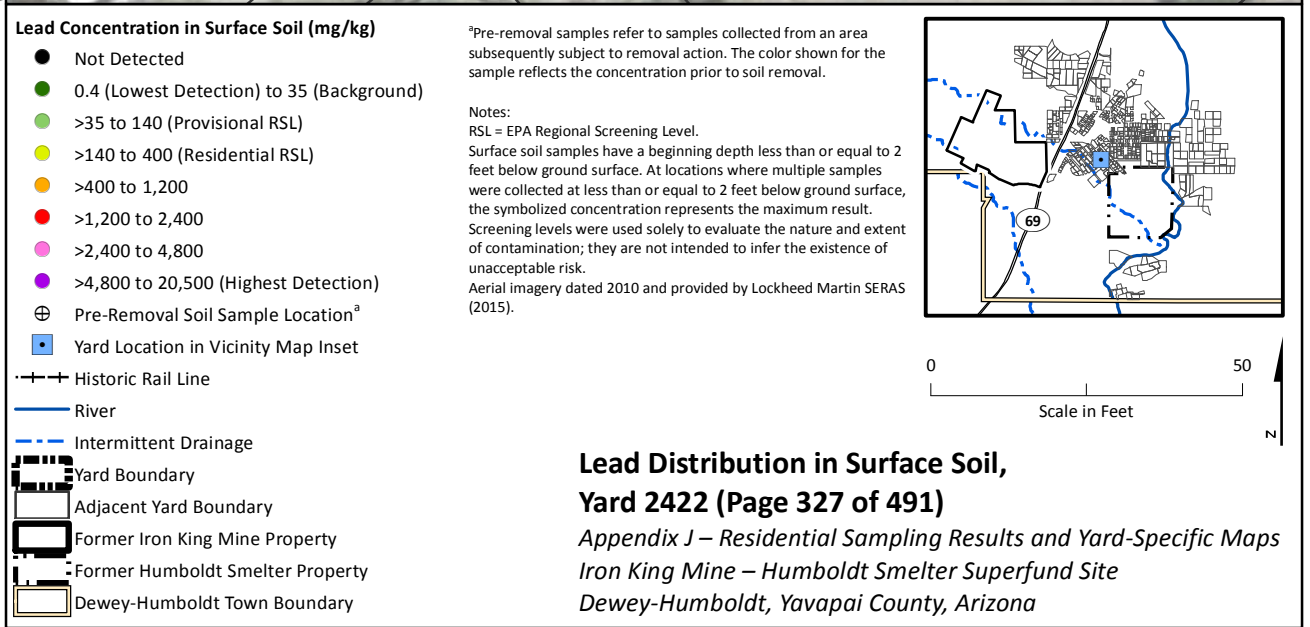 Lead Concentration in Surface Soil (mg/kg)
Not Detected
0.4 (Lowest Detection) to 35 (Background)
>35 to 140 (Provisional RSL)
>140 to 400 (Residential RSL)
>400 to 1,200
>1,200 to 2,400
>2,400 to 4,800
>4,800 to 20,500 (Highest Detection)
Pre-Removal Soil Sample Locationª
Yard Location in Vicinity Map Inset
Historic Rail Line
River
Intermittent Drainage
Yard Boundary
Adjacent Yard Boundary
Former Iron King Mine Property
Former Humboldt Smelter Property
Dewey-Humboldt Town Boundary
ªPre-removal samples refer to samples collected from an area
subsequently subject to removal action. The color shown for the
sample reflects the concentration prior to soil removal.
Notes:
RSL = EPA Regional Screening Level.
Surface soil samples have a beginning depth less than or equal to 2
feet below ground surface. At locations where multiple samples
were collected at less than or equal to 2 feet below ground surface,
the symbolized concentration represents the maximum result.
Screening levels were used solely to evaluate the nature and extent
of contamination; they are not intended to infer the existence of
unacceptable risk.
Aerial imagery dated 2010 and provided by Lockheed Martin SERAS
(2015).
69
0 50
Scale in Feet
N
Lead Distribution in Surface Soil,
Yard 2422 (Page 327 of 491)
Appendix J – Residential Sampling Results and Yard-Specific Maps
Iron King Mine – Humboldt Smelter Superfund Site
Dewey-Humboldt, Yavapai County, Arizona